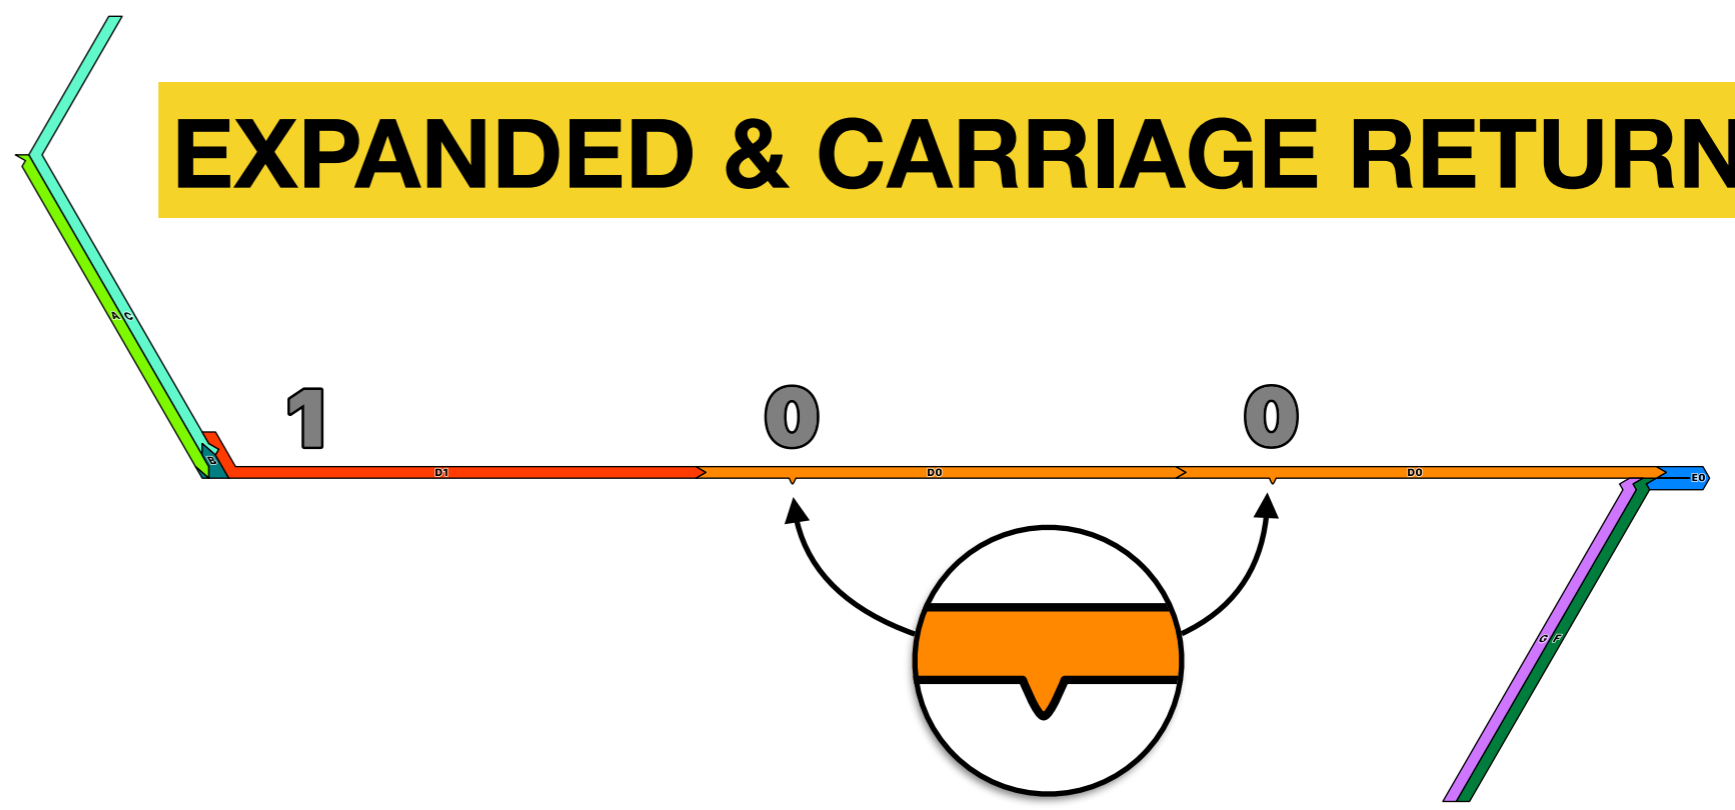 EXPANDED & CARRIAGE RETURN
A C
1 0 0
B
D1 D0 D0 E0
G F